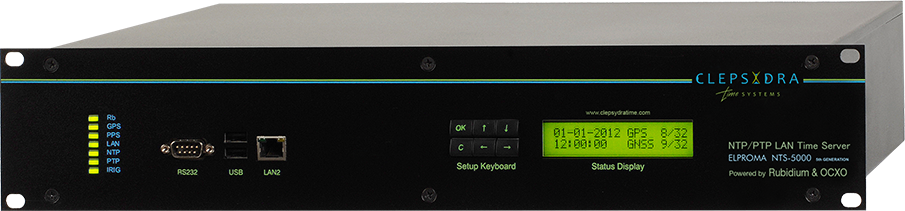 CLEPSYDRA
Time SYSTEMS
Rb
GPS
PPS
LAN
NTP
PTP
IRIG
RS232
USB
LAN2
OK
C
Setup Keyboard
www.clepsydratime.com
01-01-2012 GPS 8/32
12:00:00 GNSS 9/32
Status Display
NTP/PTP LAN Time Server
ELPROMA NTS-5000 5th GENERATION
Powered by Rubidium & OCXO